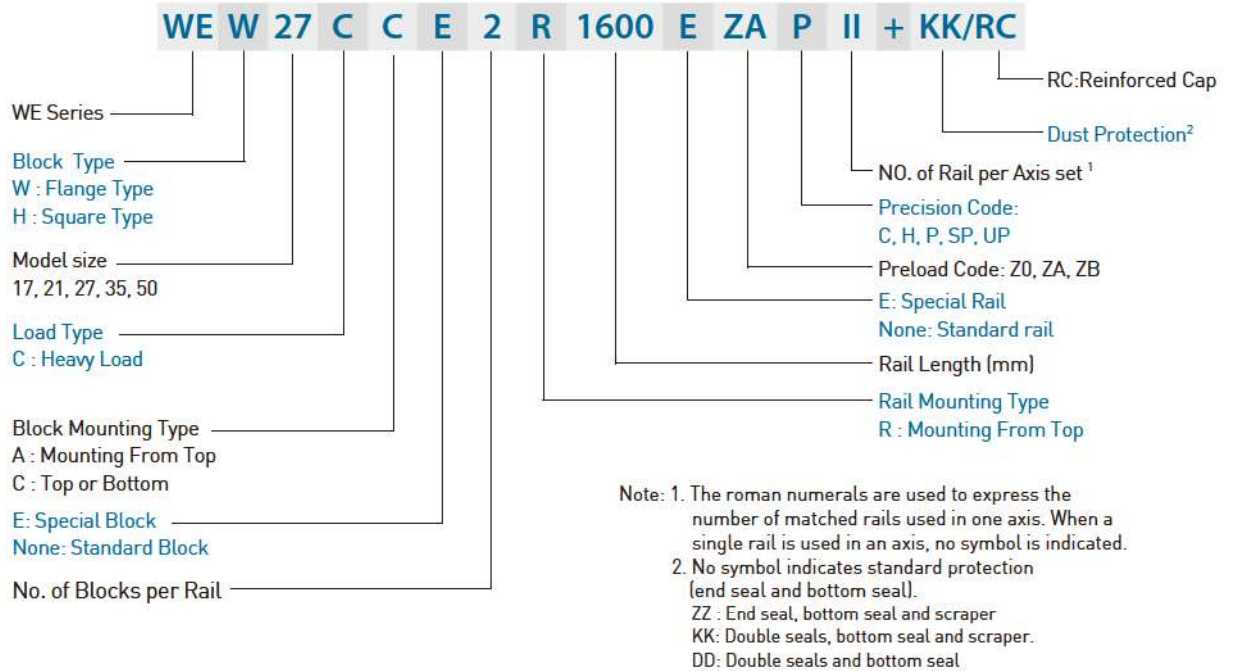 WE W 27 C C E 2 R 1600 E ZA P II + KK/RC
WE Series
Block Type
W : Flange Type
H : Square Type
Model size
17, 21, 27, 35, 50
Load Type
C : Heavy Load
Block Mounting Type
A : Mounting From Top
C : Top or Bottom
E: Special Block
None: Standard Block
No. of Blocks per Rail
RC:Reinforced Cap
Dust Protection²
NO. of Rail per Axis set ¹
Precision Code:
C, H, P, SP, UP
Preload Code: Z0, ZA, ZB
E: Special Rail
None: Standard rail
Rail Length (mm)
Rail Mounting Type
R : Mounting From Top
Note: 1. The roman numerals are used to express the
number of matched rails used in one axis. When a
single rail is used in an axis, no symbol is indicated.
2. No symbol indicates standard protection
(end seal and bottom seal).
ZZ : End seal, bottom seal and scraper
KK: Double seals, bottom seal and scraper.
DD: Double seals and bottom seal